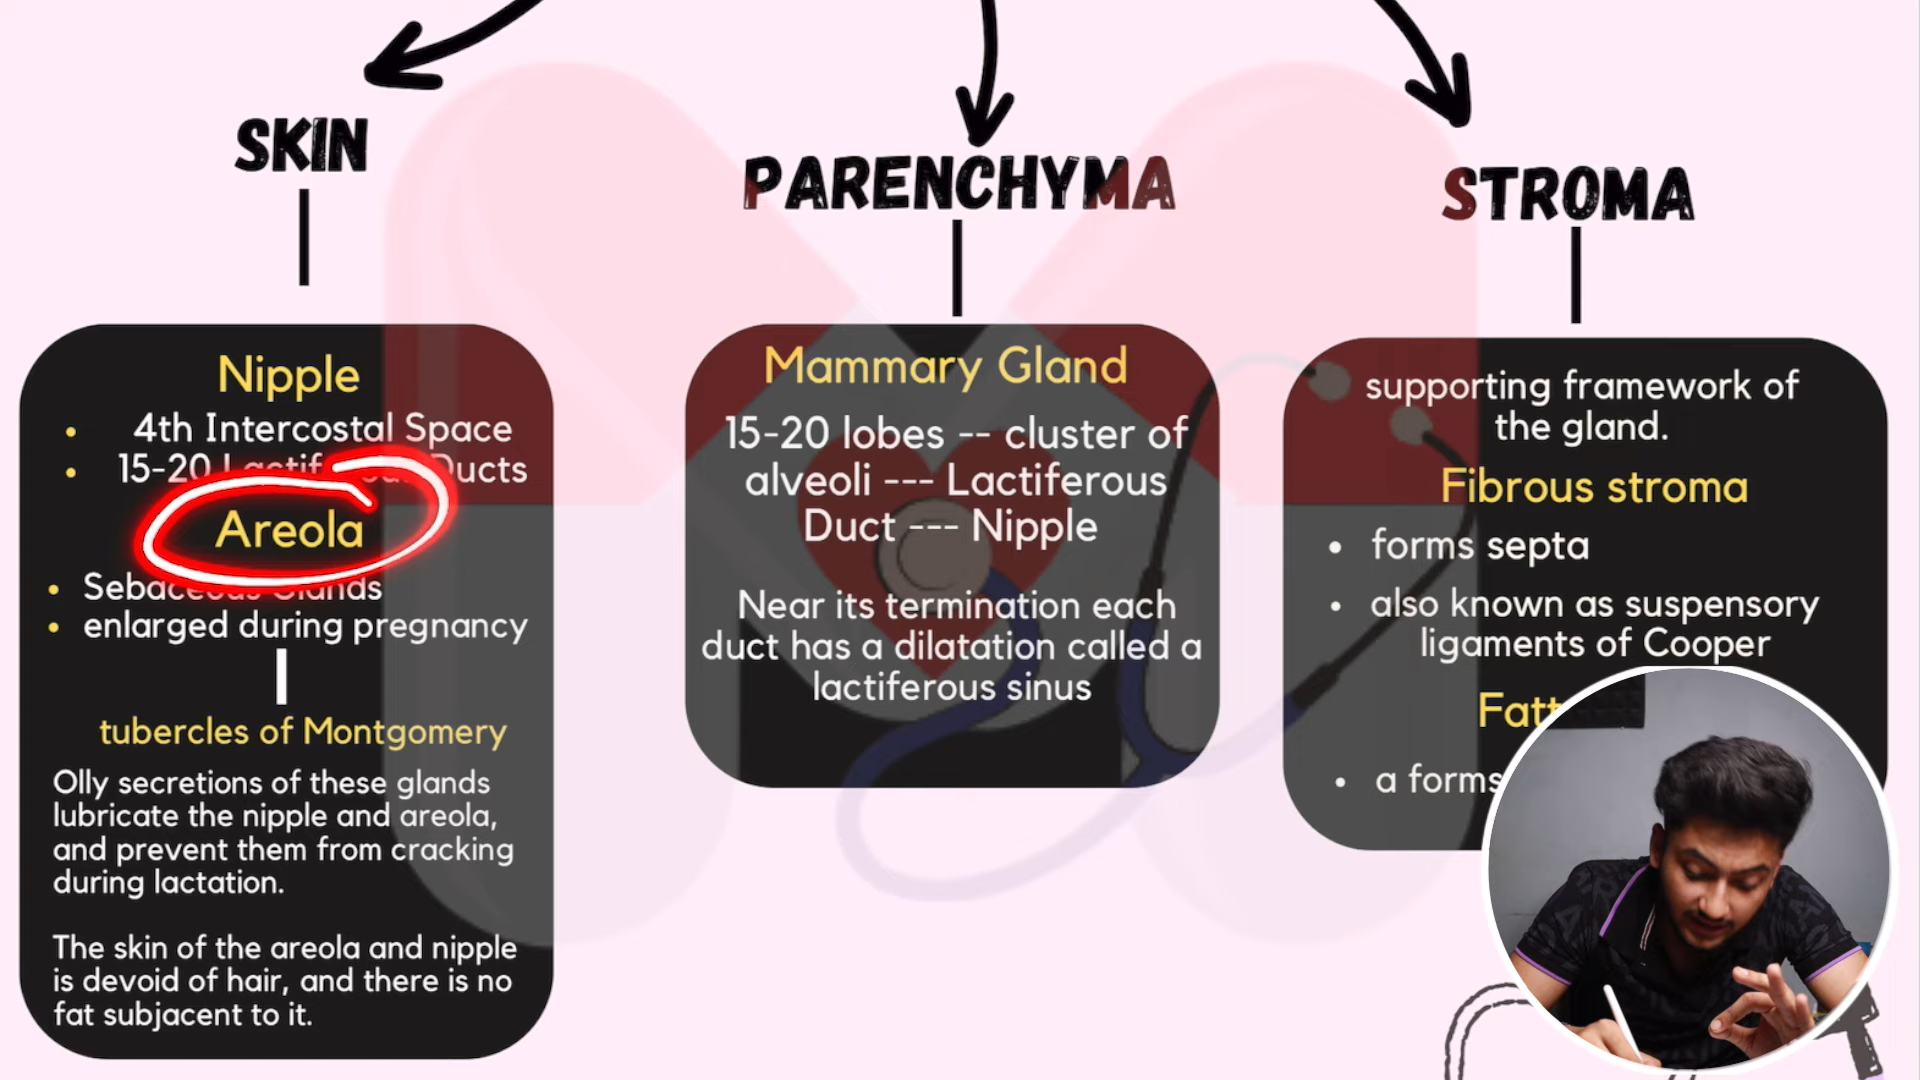 SKIN
Nipple
• 4th Intercostal Space
• 15-20 Ducts
Areola
• Sebaceous Glands
• enlarged during pregnancy
tubercles of Montgomery
Olly secretions of these glands
lubricate the nipple and areola,
and prevent them from cracking
during lactation.
The skin of the areola and nipple
is devoid of hair, and there is no
fat subjacent to it.
PARENCHYMA
Mammary Gland
15-20 lobes -- cluster of
alveoli --- Lactiferous
Duct --- Nipple
Near its termination each
duct has a dilatation called a
lactiferous sinus
STROMA
supporting framework of
the gland.
Fibrous stroma
• forms septa
• also known as suspensory
ligaments of Cooper
• a forms